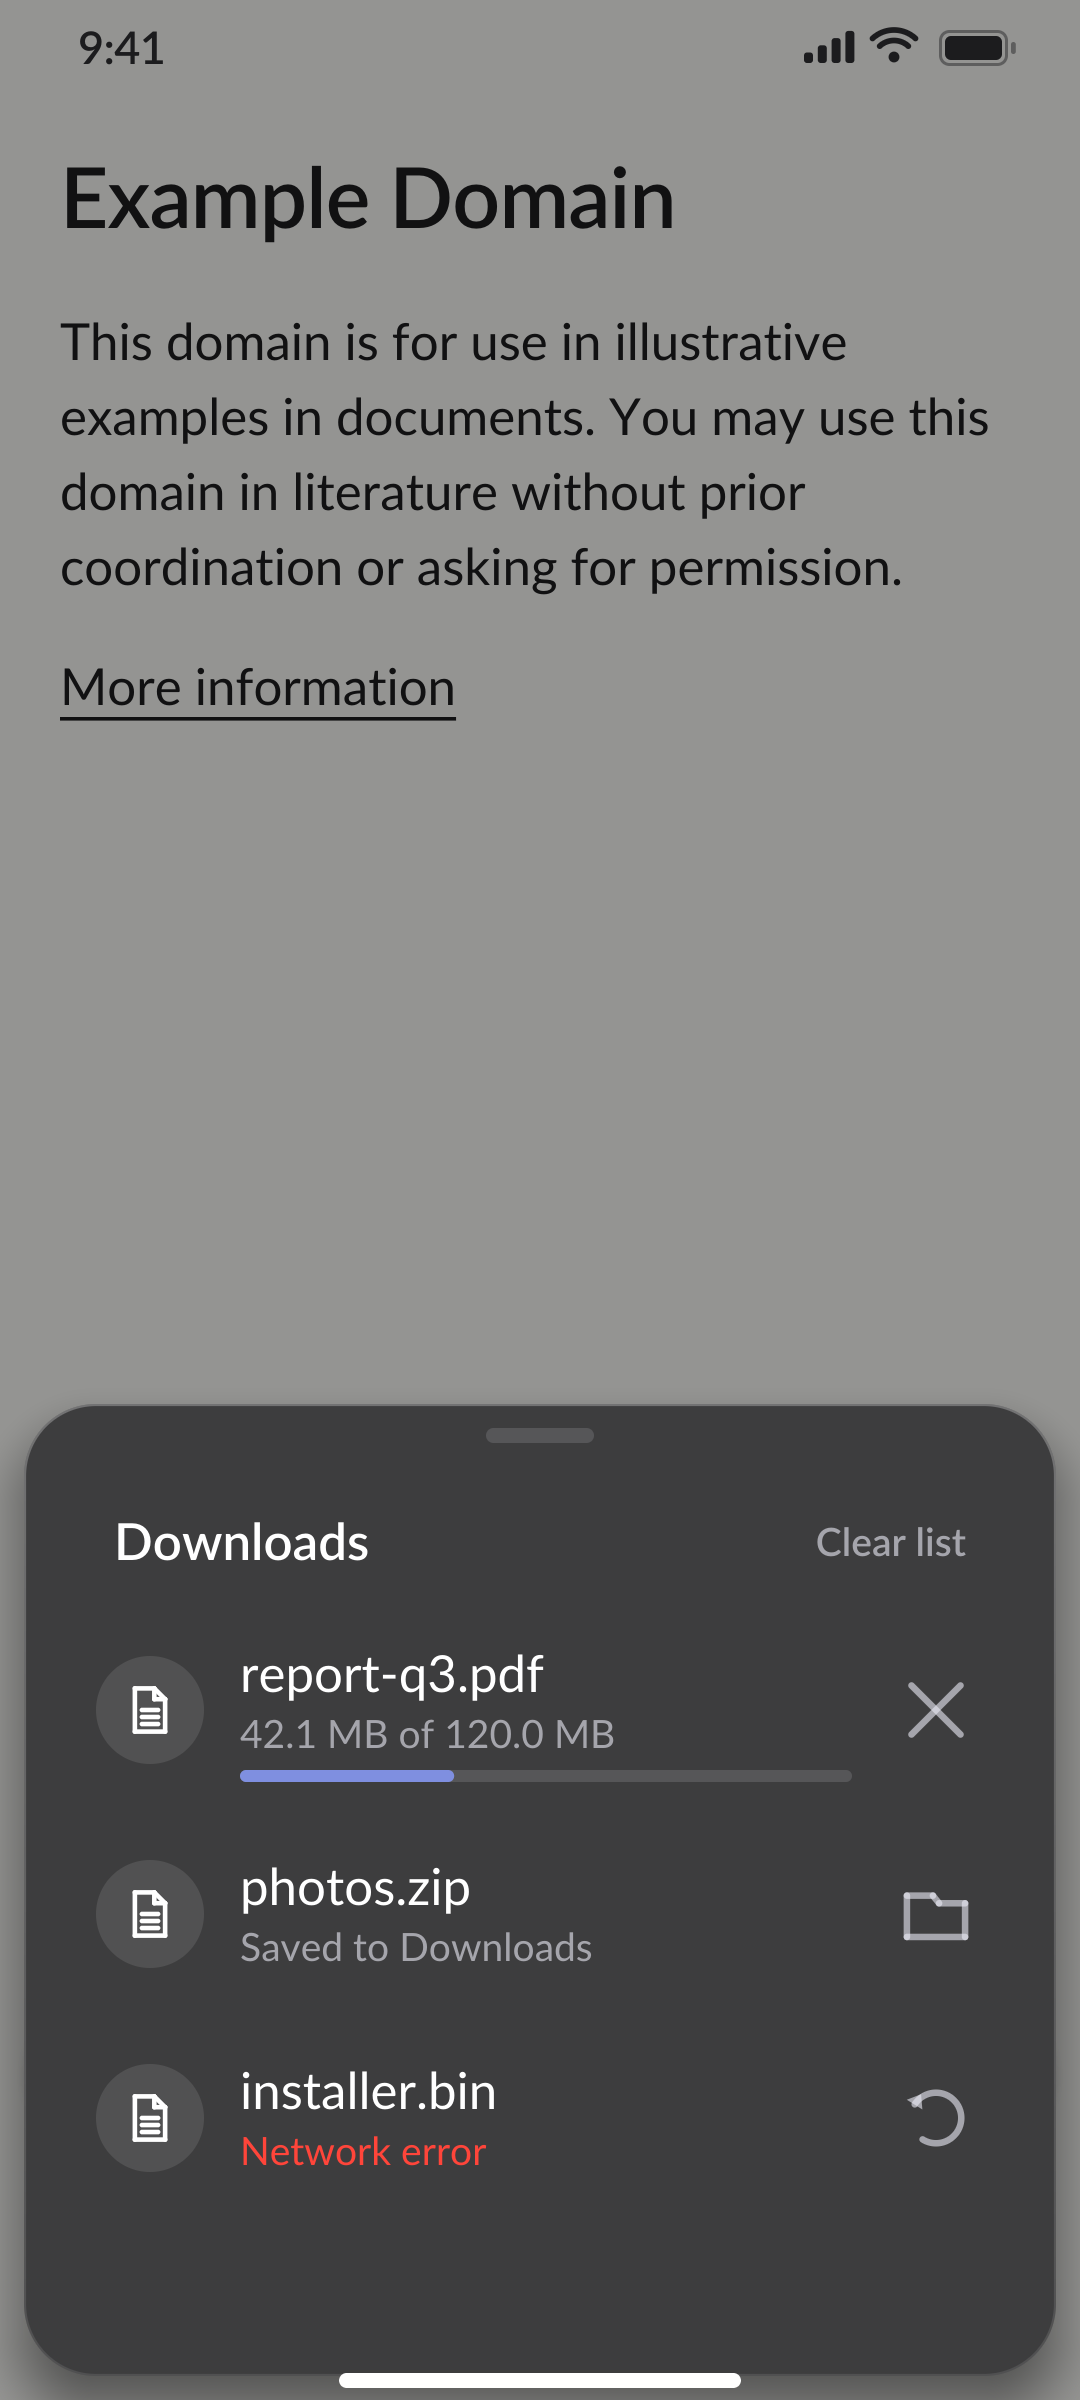 9:41
Example Domain
This domain is for use in illustrative
examples in documents. You may use this
domain in literature without prior
coordination or asking for permission.
More information
Downloads
Clear list
report-q3.pdf
42.1 MB of 120.0 MB
photos.zip
Saved to Downloads
installer.bin
Network error